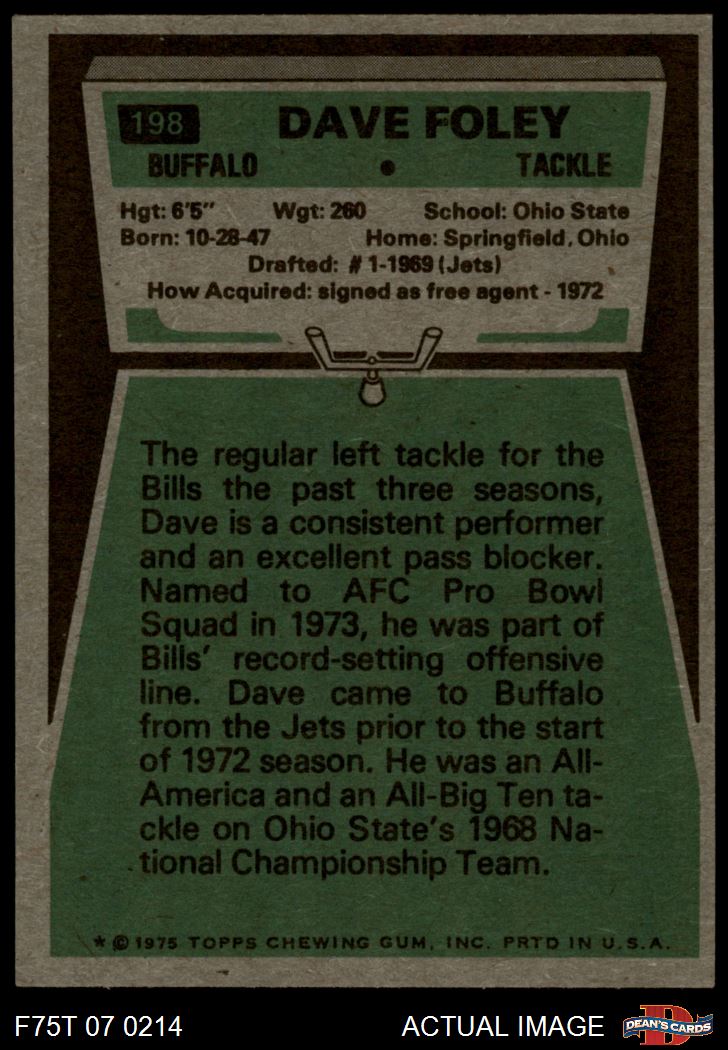 198 DAVE FOLEY
BUFFALO • TACKLE
Hgt: 6'5" Wgt: 260 School: Ohio State
Born: 10-28-47 Home: Springfield, Ohio
Drafted: #1-1969 (Jets)
How Acquired: signed as free agent - 1972
The regular left tackle for the
Bills the past three seasons,
Dave is a consistent performer
and an excellent pass blocker.
Named to AFC Pro Bowl
Squad in 1973, he was part of
Bills' record-setting offensive
line. Dave came to Buffalo
from the Jets prior to the start
of 1972 season. He was an All-
America and an All-Big Ten ta-
ckle on Ohio State's 1968 Na-
tional Championship Team.
* © 1975 TOPPS CHEWING GUM, INC. PRTD IN U.S.A.
F75T 07 0214 ACTUAL IMAGE D DEAN'S CARDS